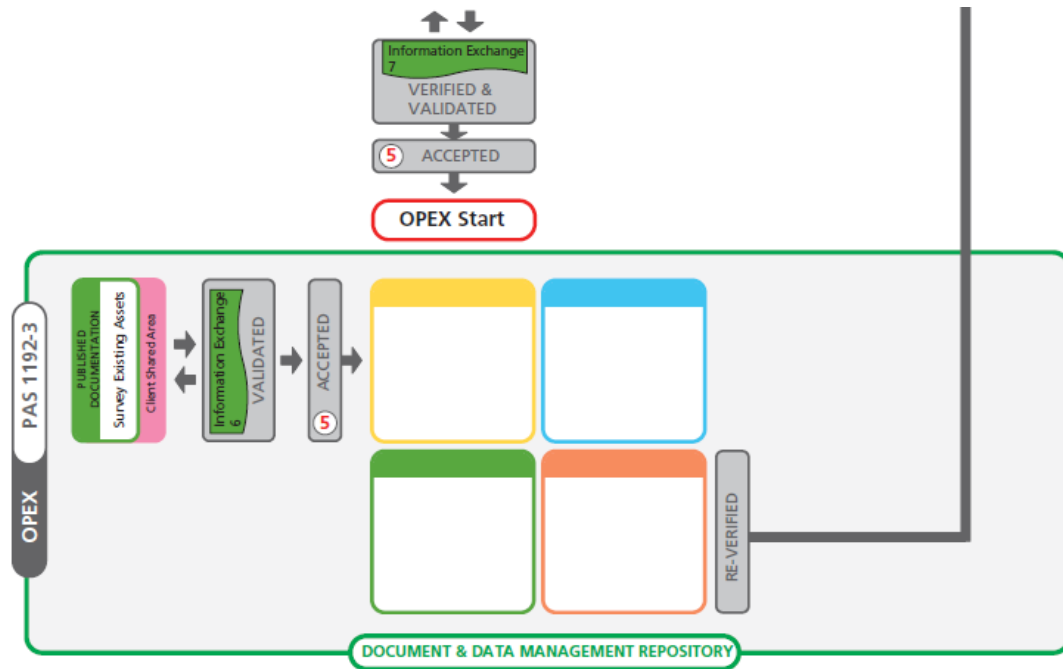 Information Exchange
7
VERIFIED &
VALIDATED
5 ACCEPTED
OPEX Start
PAS 1192-3
OPEX
PUBLISHED
DOCUMENTATION
Survey Existing Assets
Client Shared Area
Information Exchange
6
VALIDATED
5 ACCEPTED
RE-VERIFIED
DOCUMENT & DATA MANAGEMENT REPOSITORY